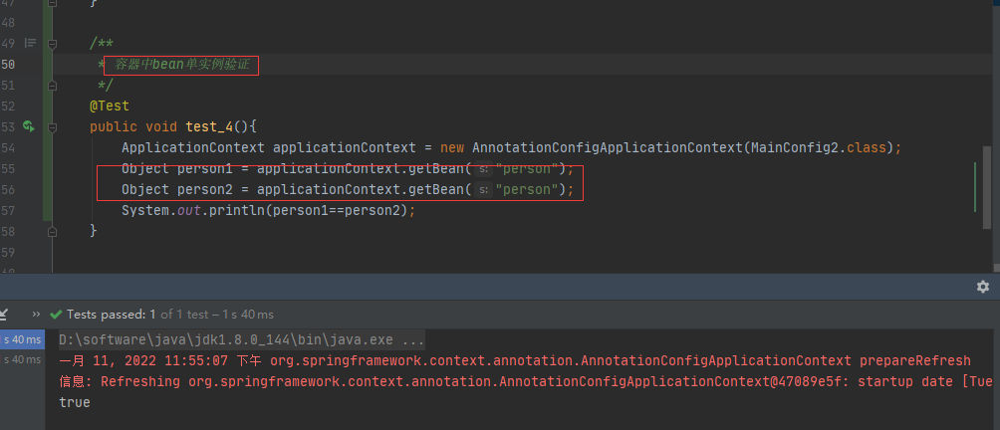 47 }
48
49 /**
50 * 容器中bean单实例验证
51 */
52 @Test
53 public void test_4(){
54 ApplicationContext applicationContext = new AnnotationConfigApplicationContext(MainConfig2.class);
55 Object person1 = applicationContext.getBean( s: "person");
56 Object person2 = applicationContext.getBean( s: "person");
57 System.out.println(person1==person2);
58 }
59
60
» Tests passed: 1 of 1 test – 1 s 40 ms
s 40 ms D:\software\java\jdk1.8.0_144\bin\java.exe ...
s 40 ms 一月 11, 2022 11:55:07 下午 org.springframework.context.annotation.AnnotationConfigApplicationContext prepareRefresh
信息: Refreshing org.springframework.context.annotation.AnnotationConfigApplicationContext@47089e5f: startup date [Tue
true